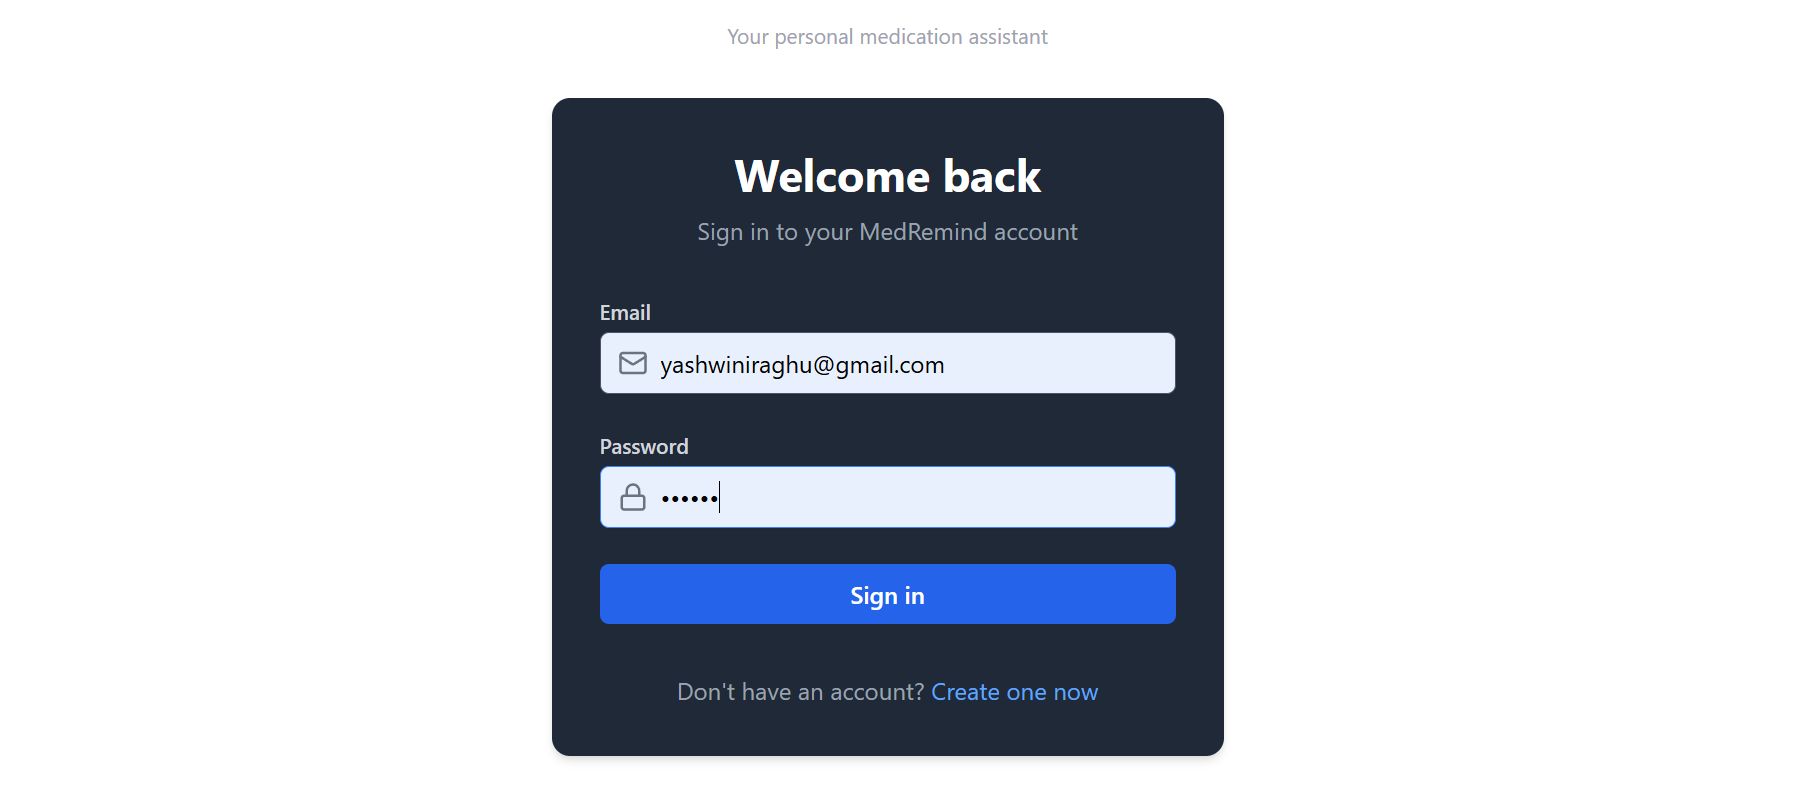 Your personal medication assistant
Welcome back
Sign in to your MedRemind account
Email
yashwiniraghu@gmail.com
Password
••••••
Sign in
Don't have an account? Create one now